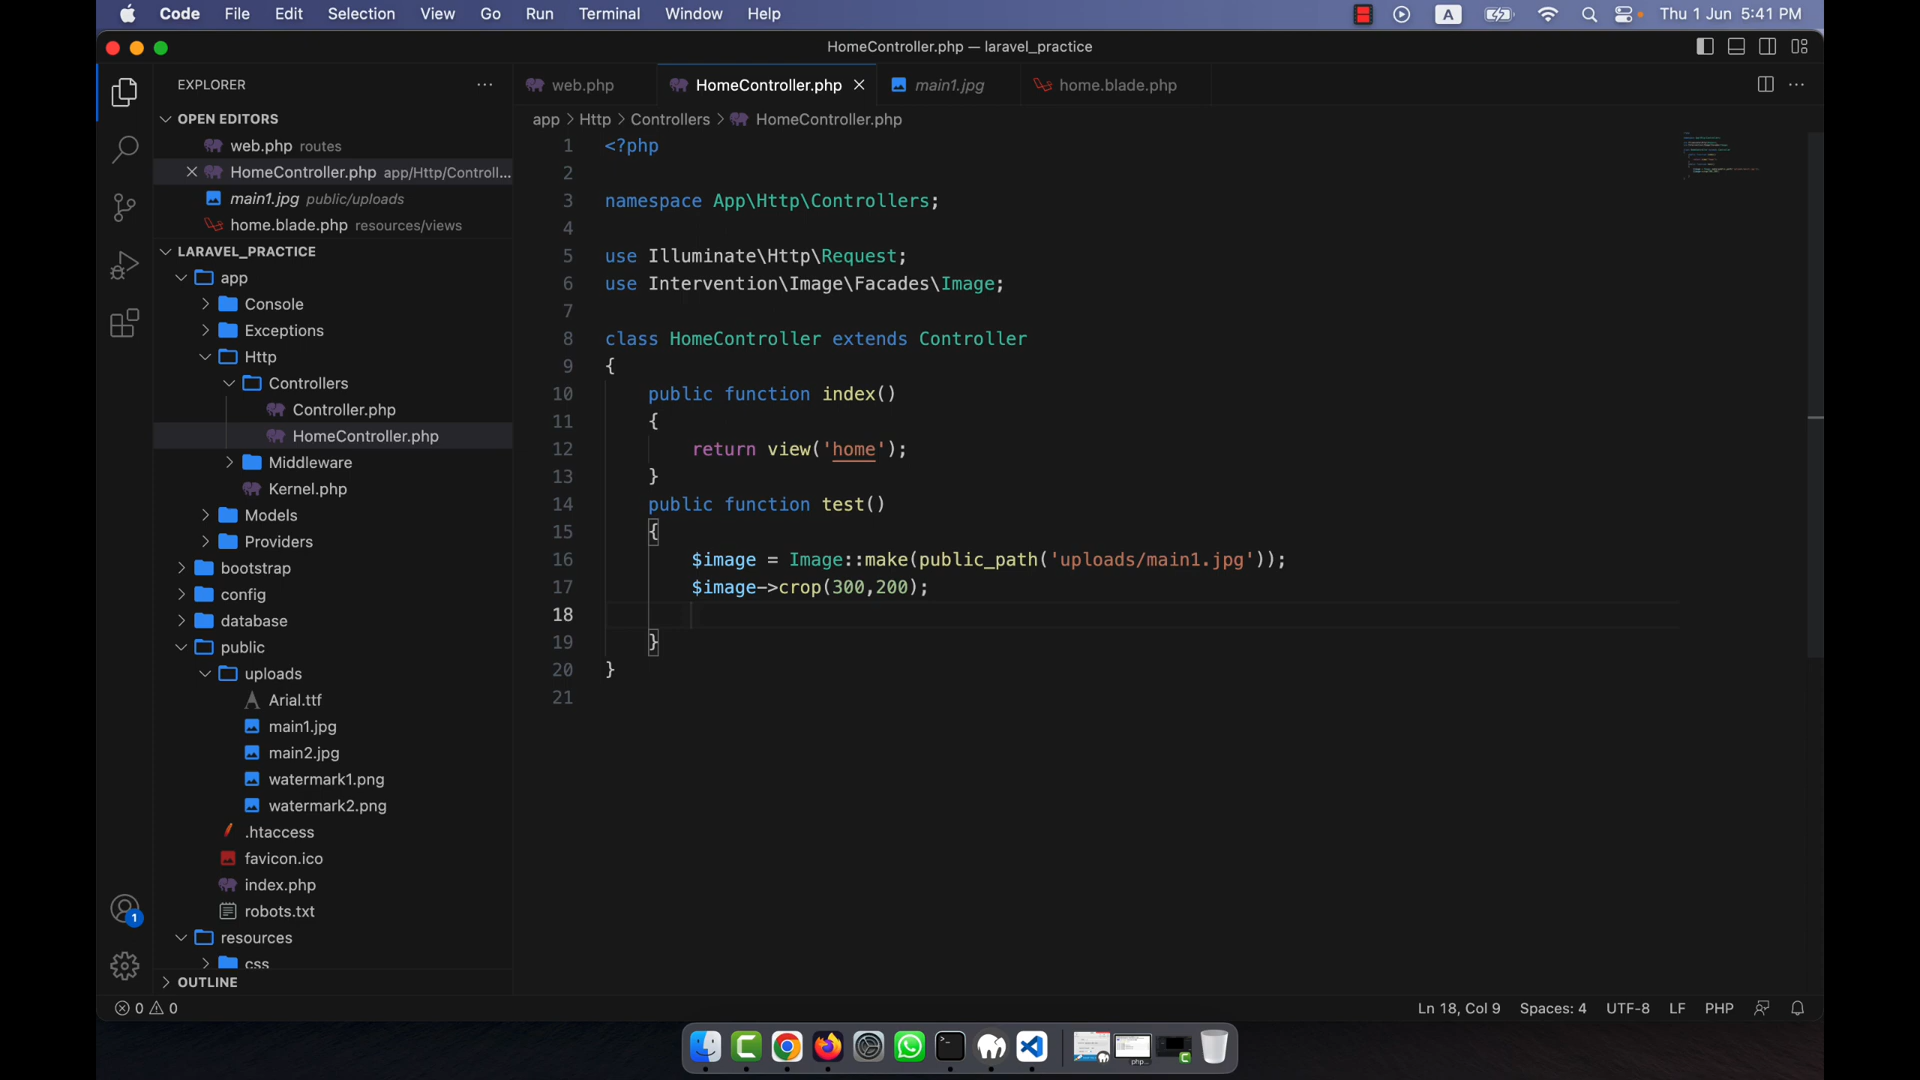 Code File Edit Selection View Go Run Terminal Window Help
A
Thu 1 Jun 5:41 PM
HomeController.php — laravel_practice
EXPLORER
OPEN EDITORS
web.php routes
HomeController.php app/Http/Controll...
main1.jpg public/uploads
home.blade.php resources/views
LARAVEL_PRACTICE
app
Console
Exceptions
Http
Controllers
Controller.php
HomeController.php
Middleware
Kernel.php
Models
Providers
bootstrap
config
database
public
uploads
Arial.ttf
main1.jpg
main2.jpg
watermark1.png
watermark2.png
.htaccess
favicon.ico
index.php
robots.txt
resources
css
OUTLINE
1
web.php
HomeController.php
main1.jpg
home.blade.php
app > Http > Controllers > HomeController.php
1 <?php
2
3 namespace App\Http\Controllers;
4
5 use Illuminate\Http\Request;
6 use Intervention\Image\Facades\Image;
7
8 class HomeController extends Controller
9 {
10 public function index()
11 {
12 return view('home');
13 }
14 public function test()
15 {
16 $image = Image::make(public_path('uploads/main1.jpg'));
17 $image->crop(300,200);
18
19 }
20 }
21
0 0
Ln 18, Col 9 Spaces: 4 UTF-8 LF PHP